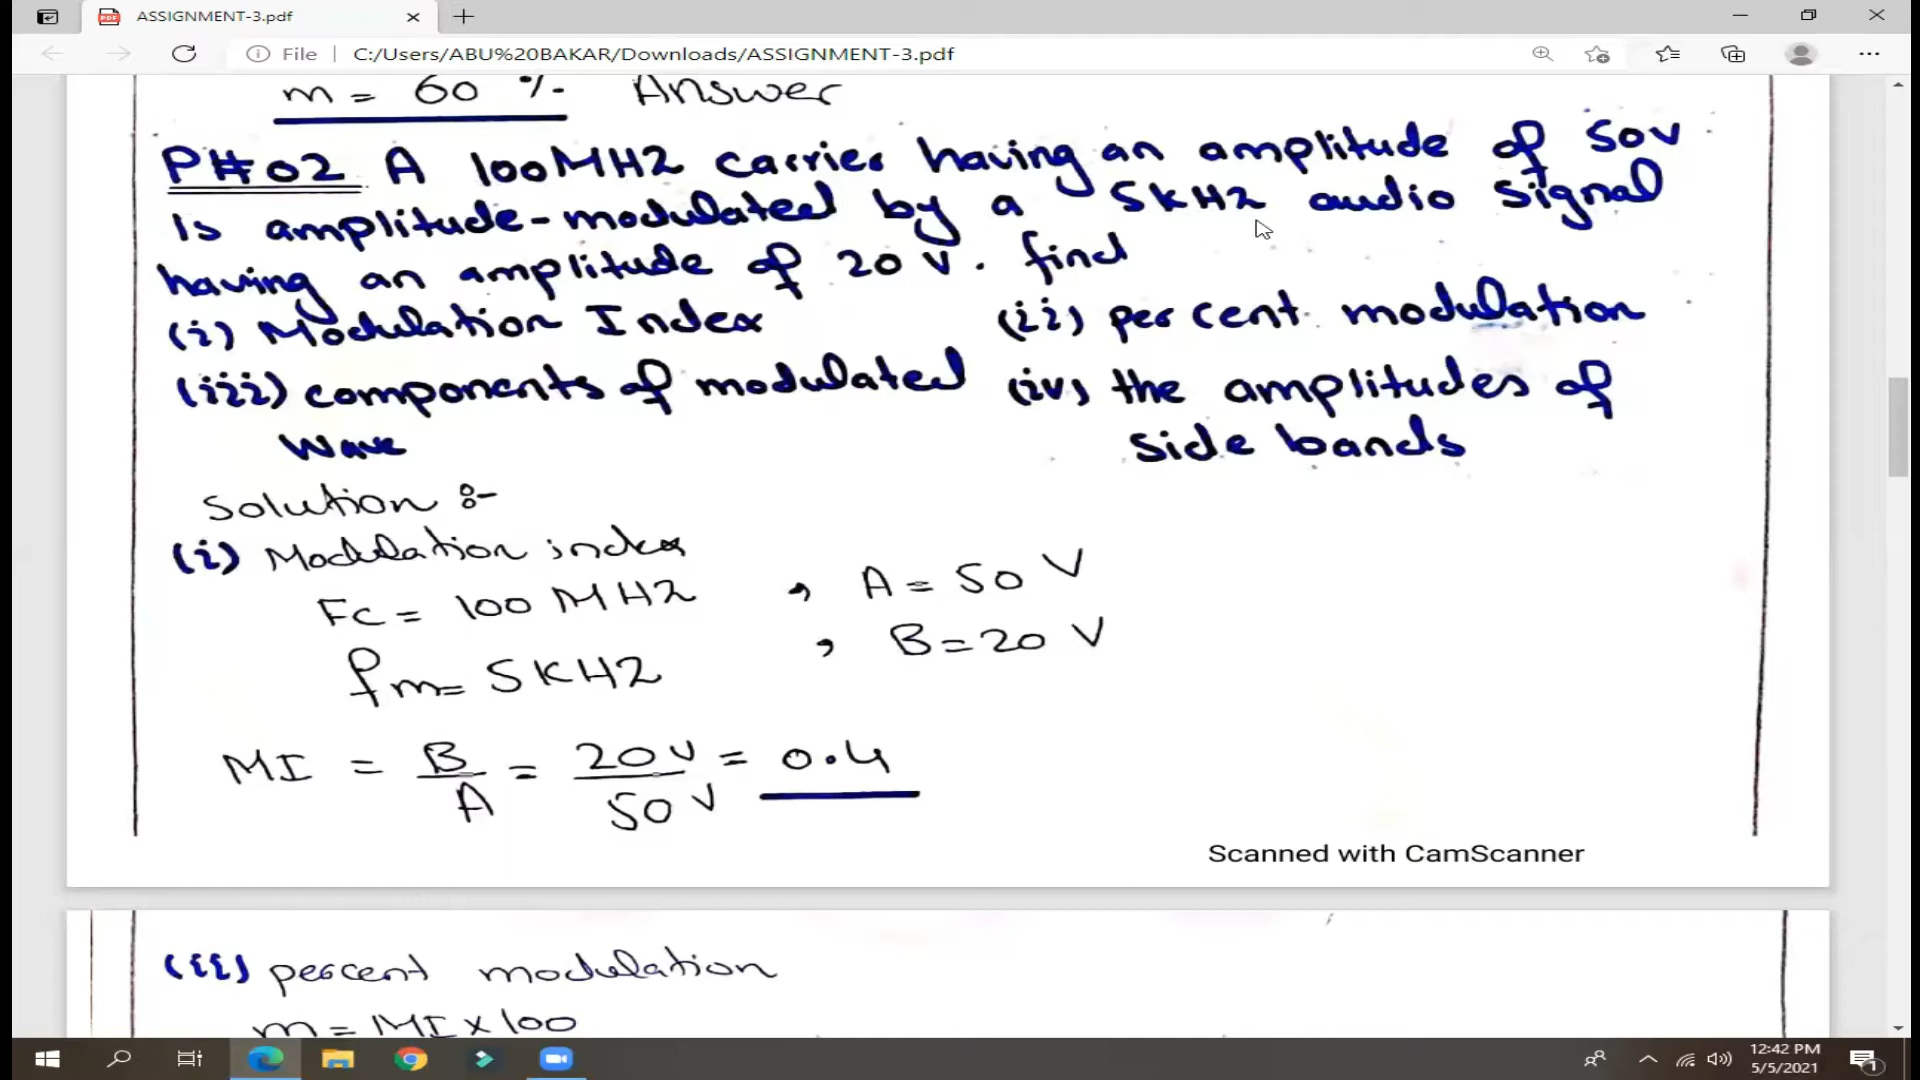 ASSIGNMENT-3.pdf
File | C:/Users/ABU%20BAKAR/Downloads/ASSIGNMENT-3.pdf
m = 60 % Answer
P#02 A 100MHz carrier having an amplitude of 50V
is amplitude-modulated by a 5KHz audio Signal
having an amplitude of 20 V. find
(i) Modulation Index (ii) percent modulation
(iii) components of modulated (iv) the amplitudes of
Wave side bands
Solution :-
(i) Modulation index
Fc = 100 MHz , A = 50 V
fm = 5KHz , B = 20 V
MI = B/A = 20V/50V = 0.4
Scanned with CamScanner
(ii) percent modulation
m = MI x 100
12:42 PM
5/5/2021
1